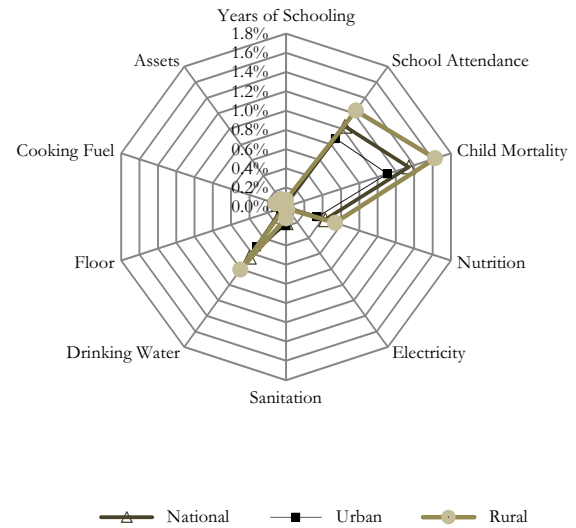 Years of Schooling
1.8%
1.6%
1.4%
1.2%
1.0%
0.8%
0.6%
0.4%
0.2%
0.0%
School Attendance
Child Mortality
Nutrition
Electricity
Sanitation
Drinking Water
Floor
Cooking Fuel
Assets
National Urban Rural